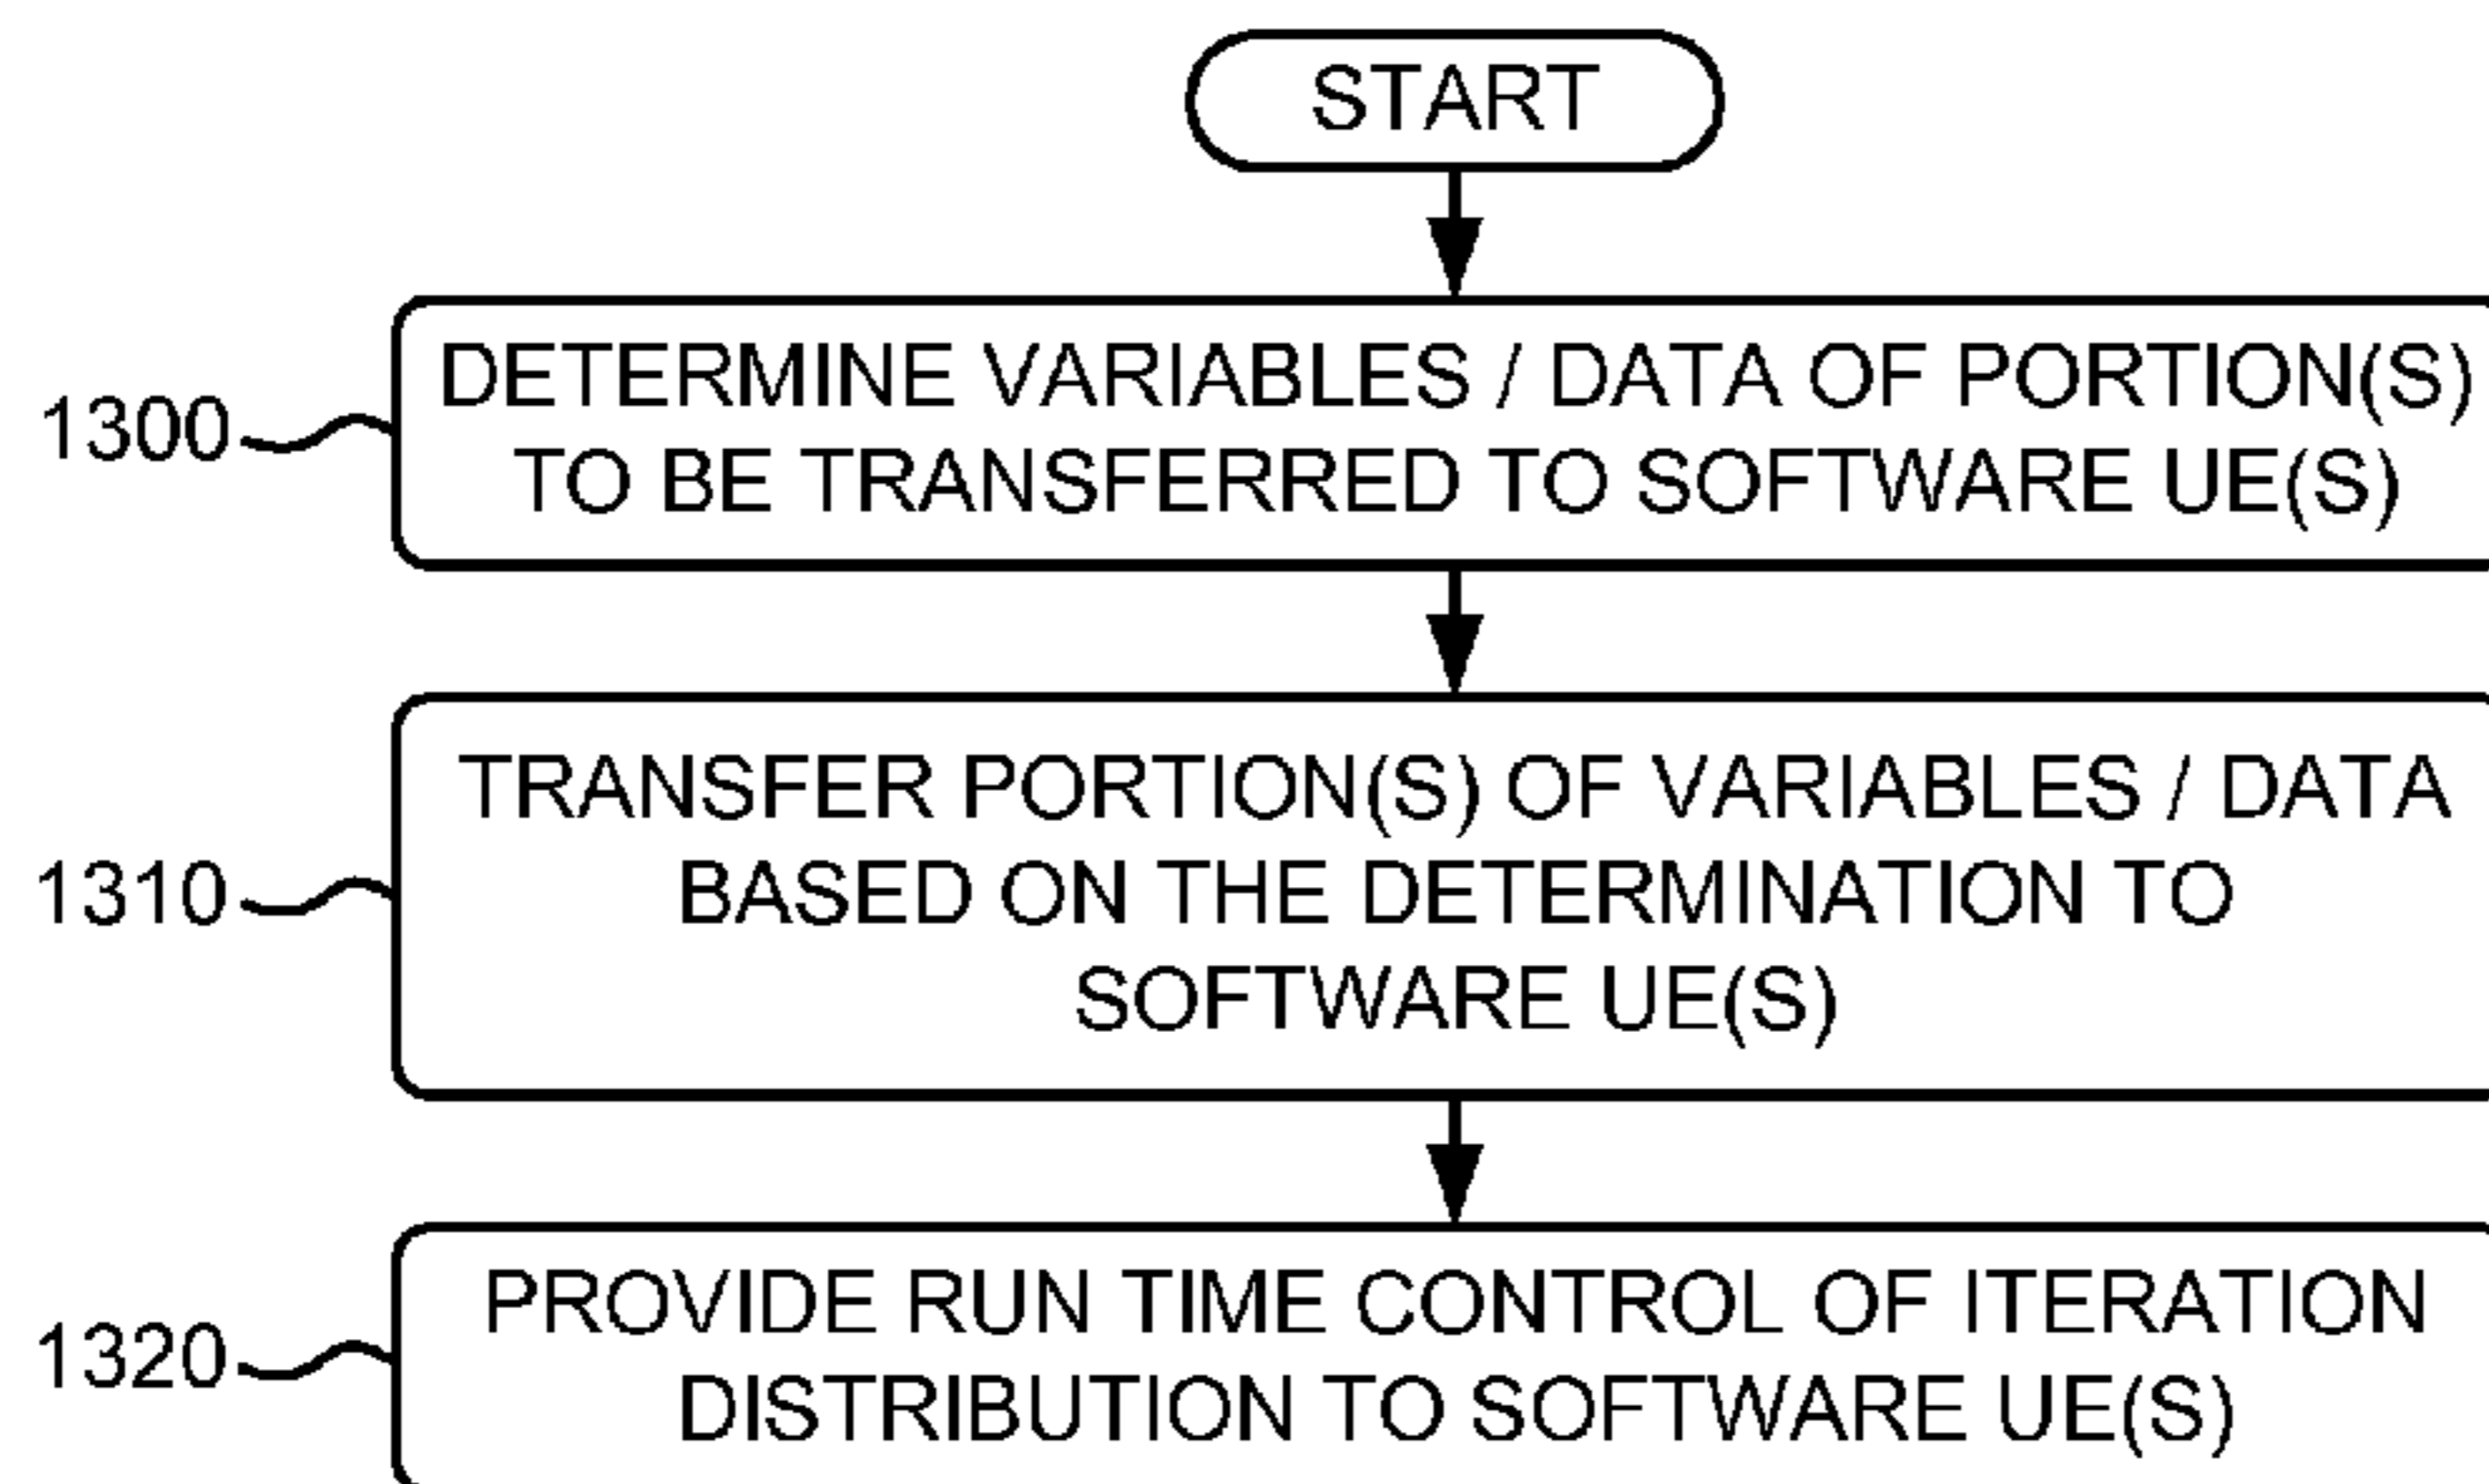 START
DETERMINE VARIABLES / DATA OF PORTION(S)
TO BE TRANSFERRED TO SOFTWARE UE(S)
1300
TRANSFER PORTION(S) OF VARIABLES / DATA
BASED ON THE DETERMINATION TO
SOFTWARE UE(S)
1310
PROVIDE RUN TIME CONTROL OF ITERATION
DISTRIBUTION TO SOFTWARE UE(S)
1320